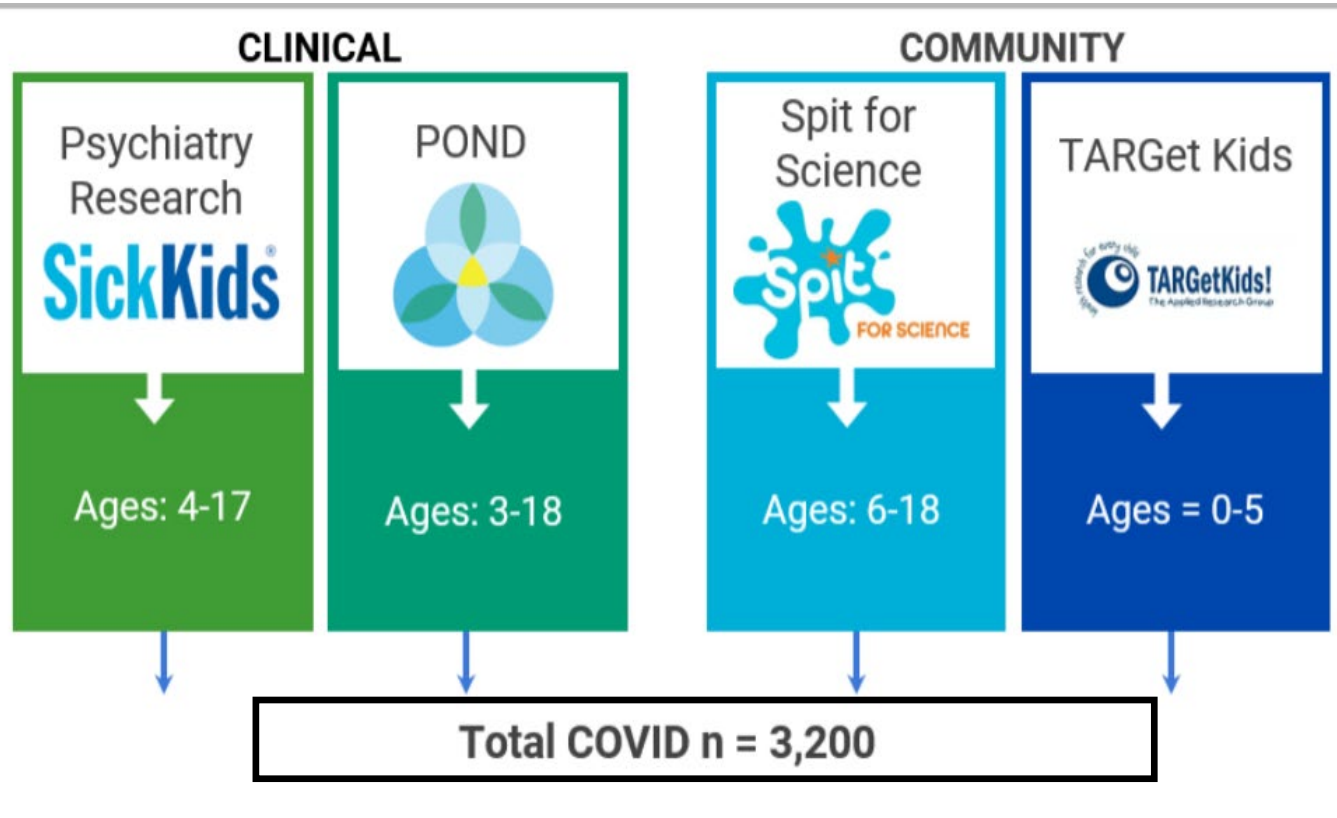 CLINICAL
COMMUNITY
Psychiatry
Research
SickKids®
Ages: 4-17
POND
Ages: 3-18
Spit for
Science
Spit
FOR SCIENCE
Ages: 6-18
TARGet Kids
TARGetKids!
The Applied Research Group
Ages = 0-5
Total COVID n = 3,200